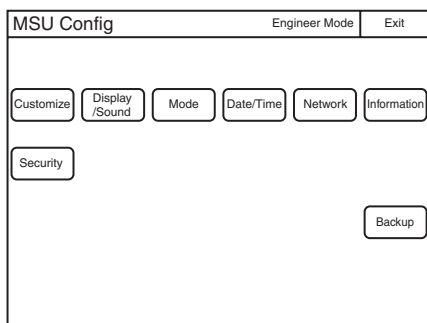 MSU Config Engineer Mode Exit
Customize Display Mode Date/Time Network Information
/Sound
Security
Backup